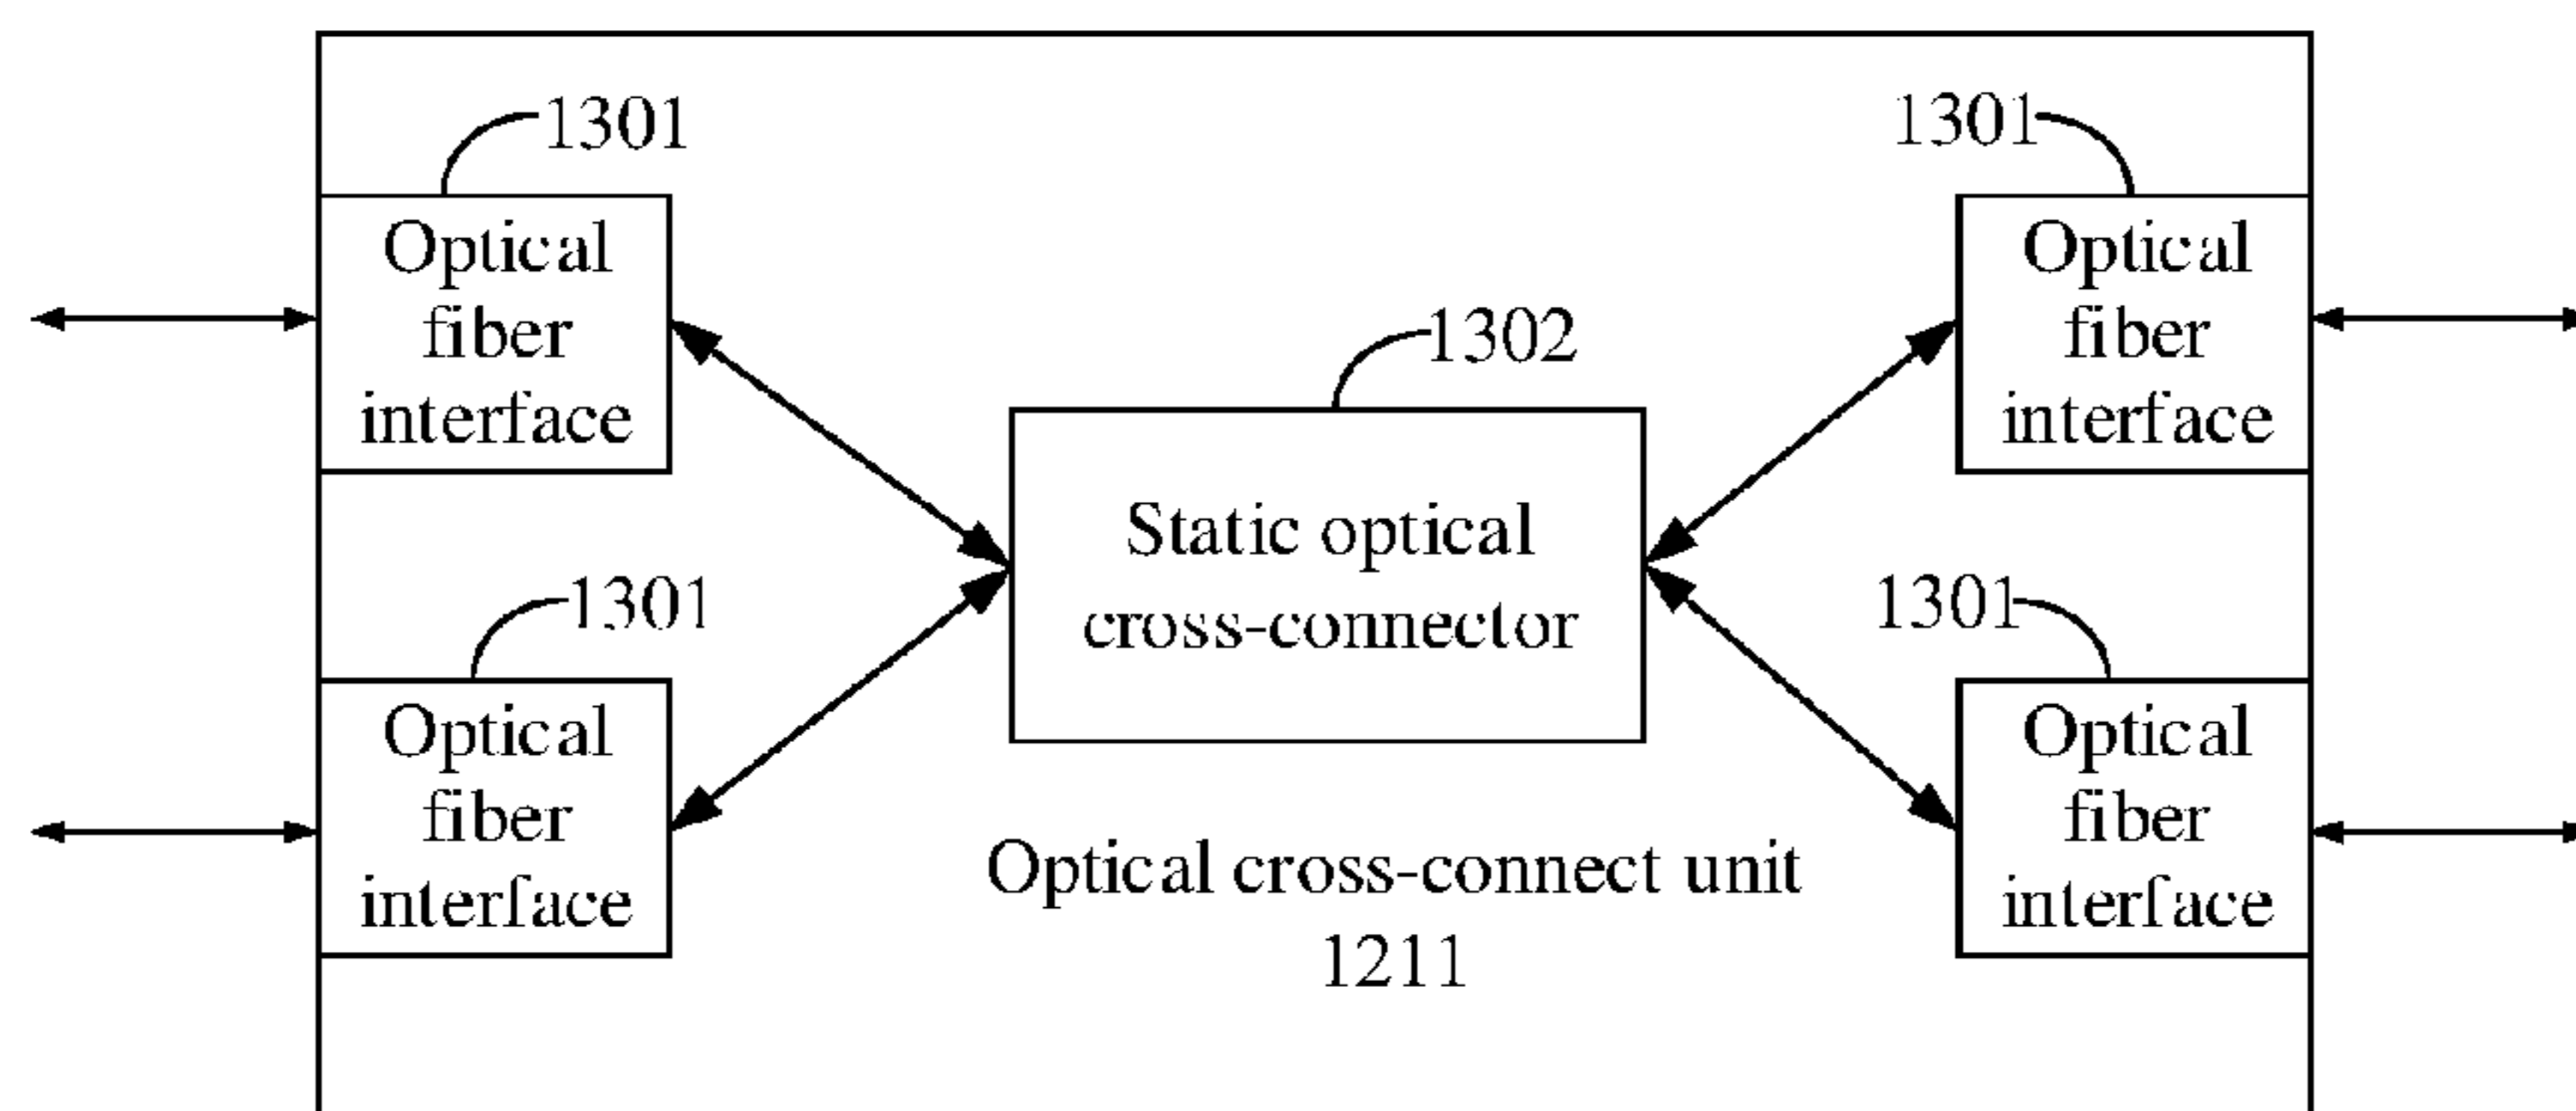 1301
1301
Optical
fiber
interface
Optical
fiber
interface
1302
Static optical
cross-connector
1301
1301
Optical
fiber
interface
Optical
fiber
interface
Optical cross-connect unit
1211